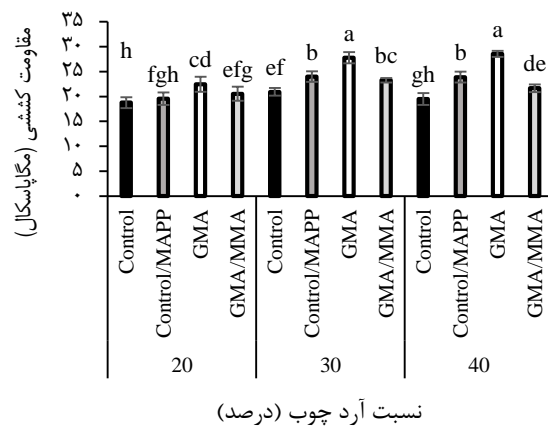 مقاومت کششی (مگاپاسکال)
۳۵
۳۰
۲۵
۲۰
۱۵
۱۰
۵
۰
h
fgh
cd
efg
ef
b
a
bc
gh
b
a
de
Control
Control/MAPP
GMA
GMA/MMA
Control
Control/MAPP
GMA
GMA/MMA
Control
Control/MAPP
GMA
GMA/MMA
20
30
40
نسبت آرد چوب (درصد)